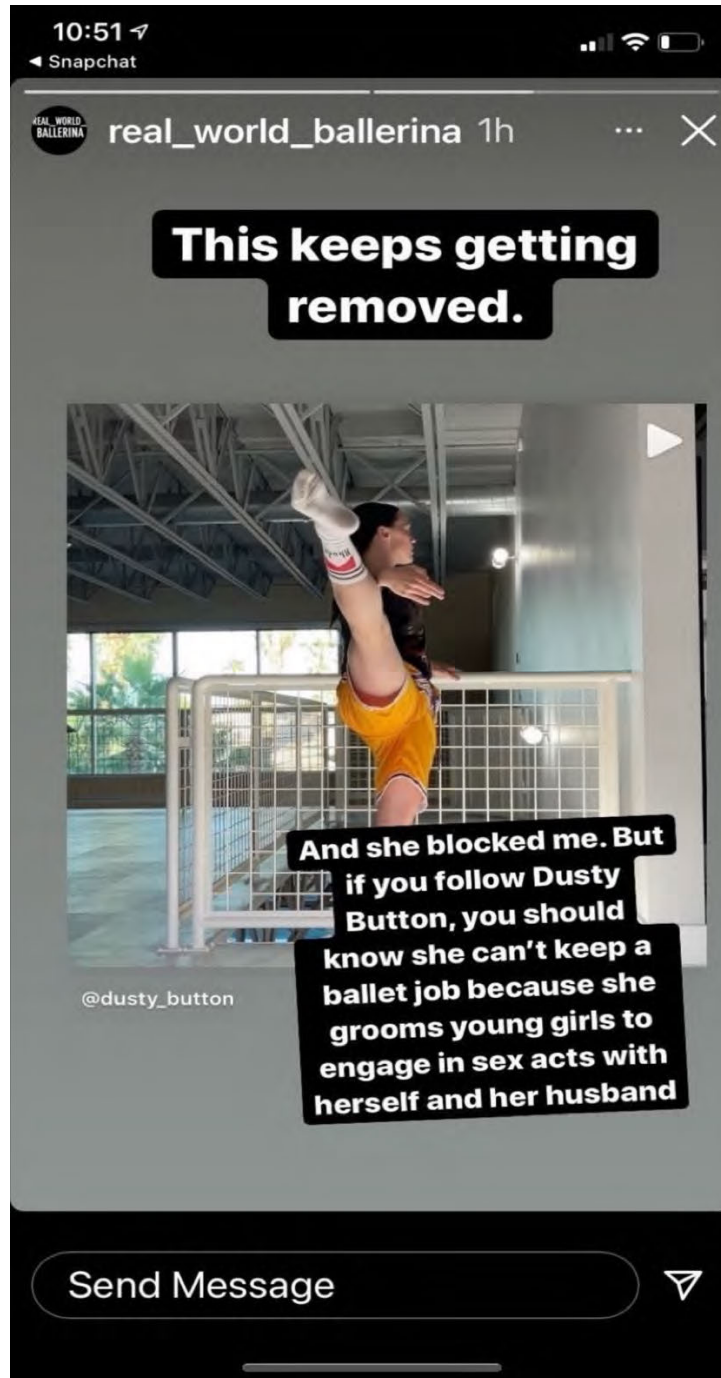 10:51
◀ Snapchat
REAL_WORLD_
BALLERINA
real_world_ballerina 1h
This keeps getting
removed.
And she blocked me. But
if you follow Dusty
Button, you should
know she can't keep a
ballet job because she
grooms young girls to
engage in sex acts with
herself and her husband
@dusty_button
Send Message